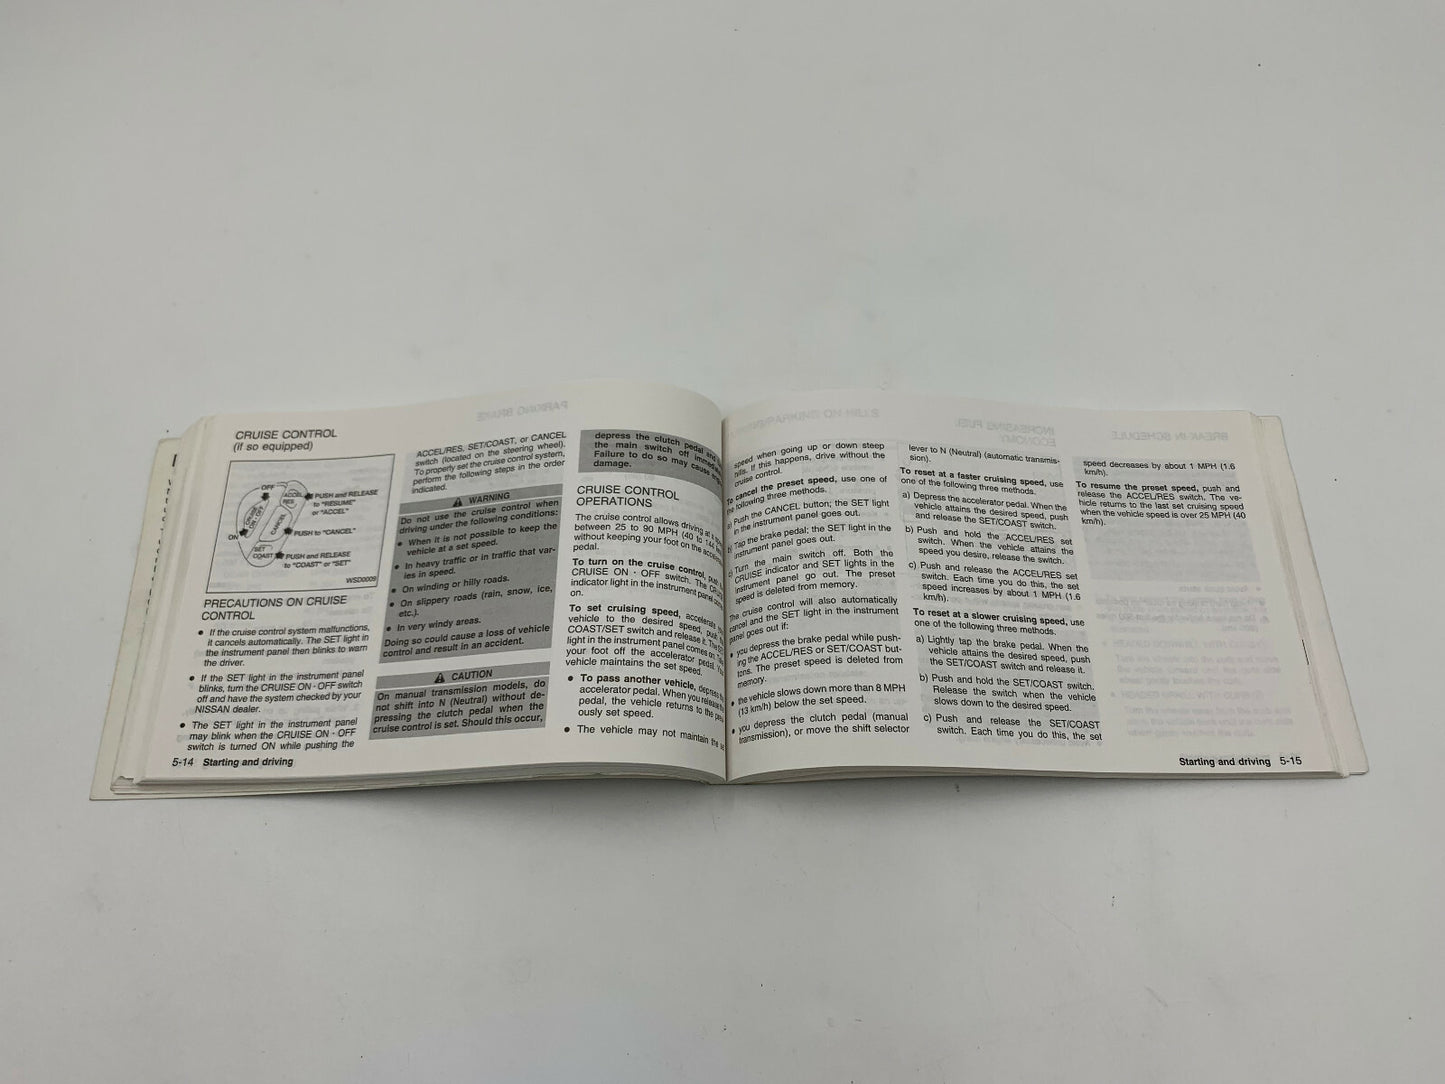 CRUISE CONTROL
(if so equipped)
OFF
ACCEL
RES
CRUISE
ON · OFF
CANCEL
ON
SET
COAST
PUSH and RELEASE
to "RESUME"
or "ACCEL"
PUSH to "CANCEL"
PUSH and RELEASE
to "COAST" or "SET"
WSD0009
PRECAUTIONS ON CRUISE
CONTROL
● If the cruise control system malfunctions,
it cancels automatically. The SET light in
the instrument panel then blinks to warn
the driver.
● If the SET light in the instrument panel
blinks, turn the CRUISE ON · OFF switch
off and have the system checked by your
NISSAN dealer.
● The SET light in the instrument panel
may blink when the CRUISE ON · OFF
switch is turned ON while pushing the
ACCEL/RES, SET/COAST, or CANCEL
switch (located on the steering wheel).
To properly set the cruise control system,
perform the following steps in the order
indicated.
WARNING
Do not use the cruise control when
driving under the following conditions:
● When it is not possible to keep the
vehicle at a set speed.
● In heavy traffic or in traffic that var-
ies in speed.
● On winding or hilly roads.
● On slippery roads (rain, snow, ice,
etc.).
● In very windy areas.
Doing so could cause a loss of vehicle
control and result in an accident.
CAUTION
On manual transmission models, do
not shift into N (Neutral) without de-
pressing the clutch pedal when the
cruise control is set. Should this occur,
depress the clutch pedal and
the main switch off
Failure to do so may cause
damage.
CRUISE CONTROL
OPERATIONS
The cruise control allows driving at a
between 25 to 90 MPH (40 to 144
without keeping your foot on the
pedal.
To turn on the cruise control,
CRUISE ON · OFF switch. The
indicator light in the instrument panel
on.
To set cruising speed, accelerate
vehicle to the desired speed, push
COAST/SET switch and release it. The
light in the instrument panel comes on.
your foot off the accelerator pedal.
vehicle maintains the set speed.
● To pass another vehicle, depress
accelerator pedal. When you release
pedal, the vehicle returns to the
ously set speed.
● The vehicle may not maintain the
5-14 Starting and driving
speed when going up or down steep
hills. If this happens, drive without the
cruise control.
To cancel the preset speed, use one of
the following three methods.
a) Push the CANCEL button; the SET light
in the instrument panel goes out.
b) Tap the brake pedal; the SET light in the
instrument panel goes out.
c) Turn the main switch off. Both the
CRUISE indicator and SET lights in the
instrument panel go out. The preset
speed is deleted from memory.
The cruise control will also automatically
cancel and the SET light in the instrument
panel goes out if:
● you depress the brake pedal while push-
ing the ACCEL/RES or SET/COAST but-
tons. The preset speed is deleted from
memory.
● the vehicle slows down more than 8 MPH
(13 km/h) below the set speed.
● you depress the clutch pedal (manual
transmission), or move the shift selector
lever to N (Neutral) (automatic transmis-
sion).
To reset at a faster cruising speed, use
one of the following three methods.
a) Depress the accelerator pedal. When the
vehicle attains the desired speed, push
and release the SET/COAST switch.
b) Push and hold the ACCEL/RES set
switch. When the vehicle attains the
speed you desire, release the switch.
c) Push and release the ACCEL/RES set
switch. Each time you do this, the set
speed increases by about 1 MPH (1.6
km/h).
To reset at a slower cruising speed, use
one of the following three methods.
a) Lightly tap the brake pedal. When the
vehicle attains the desired speed, push
the SET/COAST switch and release it.
b) Push and hold the SET/COAST switch.
Release the switch when the vehicle
slows down to the desired speed.
c) Push and release the SET/COAST
switch. Each time you do this, the set
speed decreases by about 1 MPH (1.6
km/h).
To resume the preset speed, push and
release the ACCEL/RES switch. The ve-
hicle returns to the last set cruising speed
when the vehicle speed is over 25 MPH (40
km/h).
Starting and driving 5-15